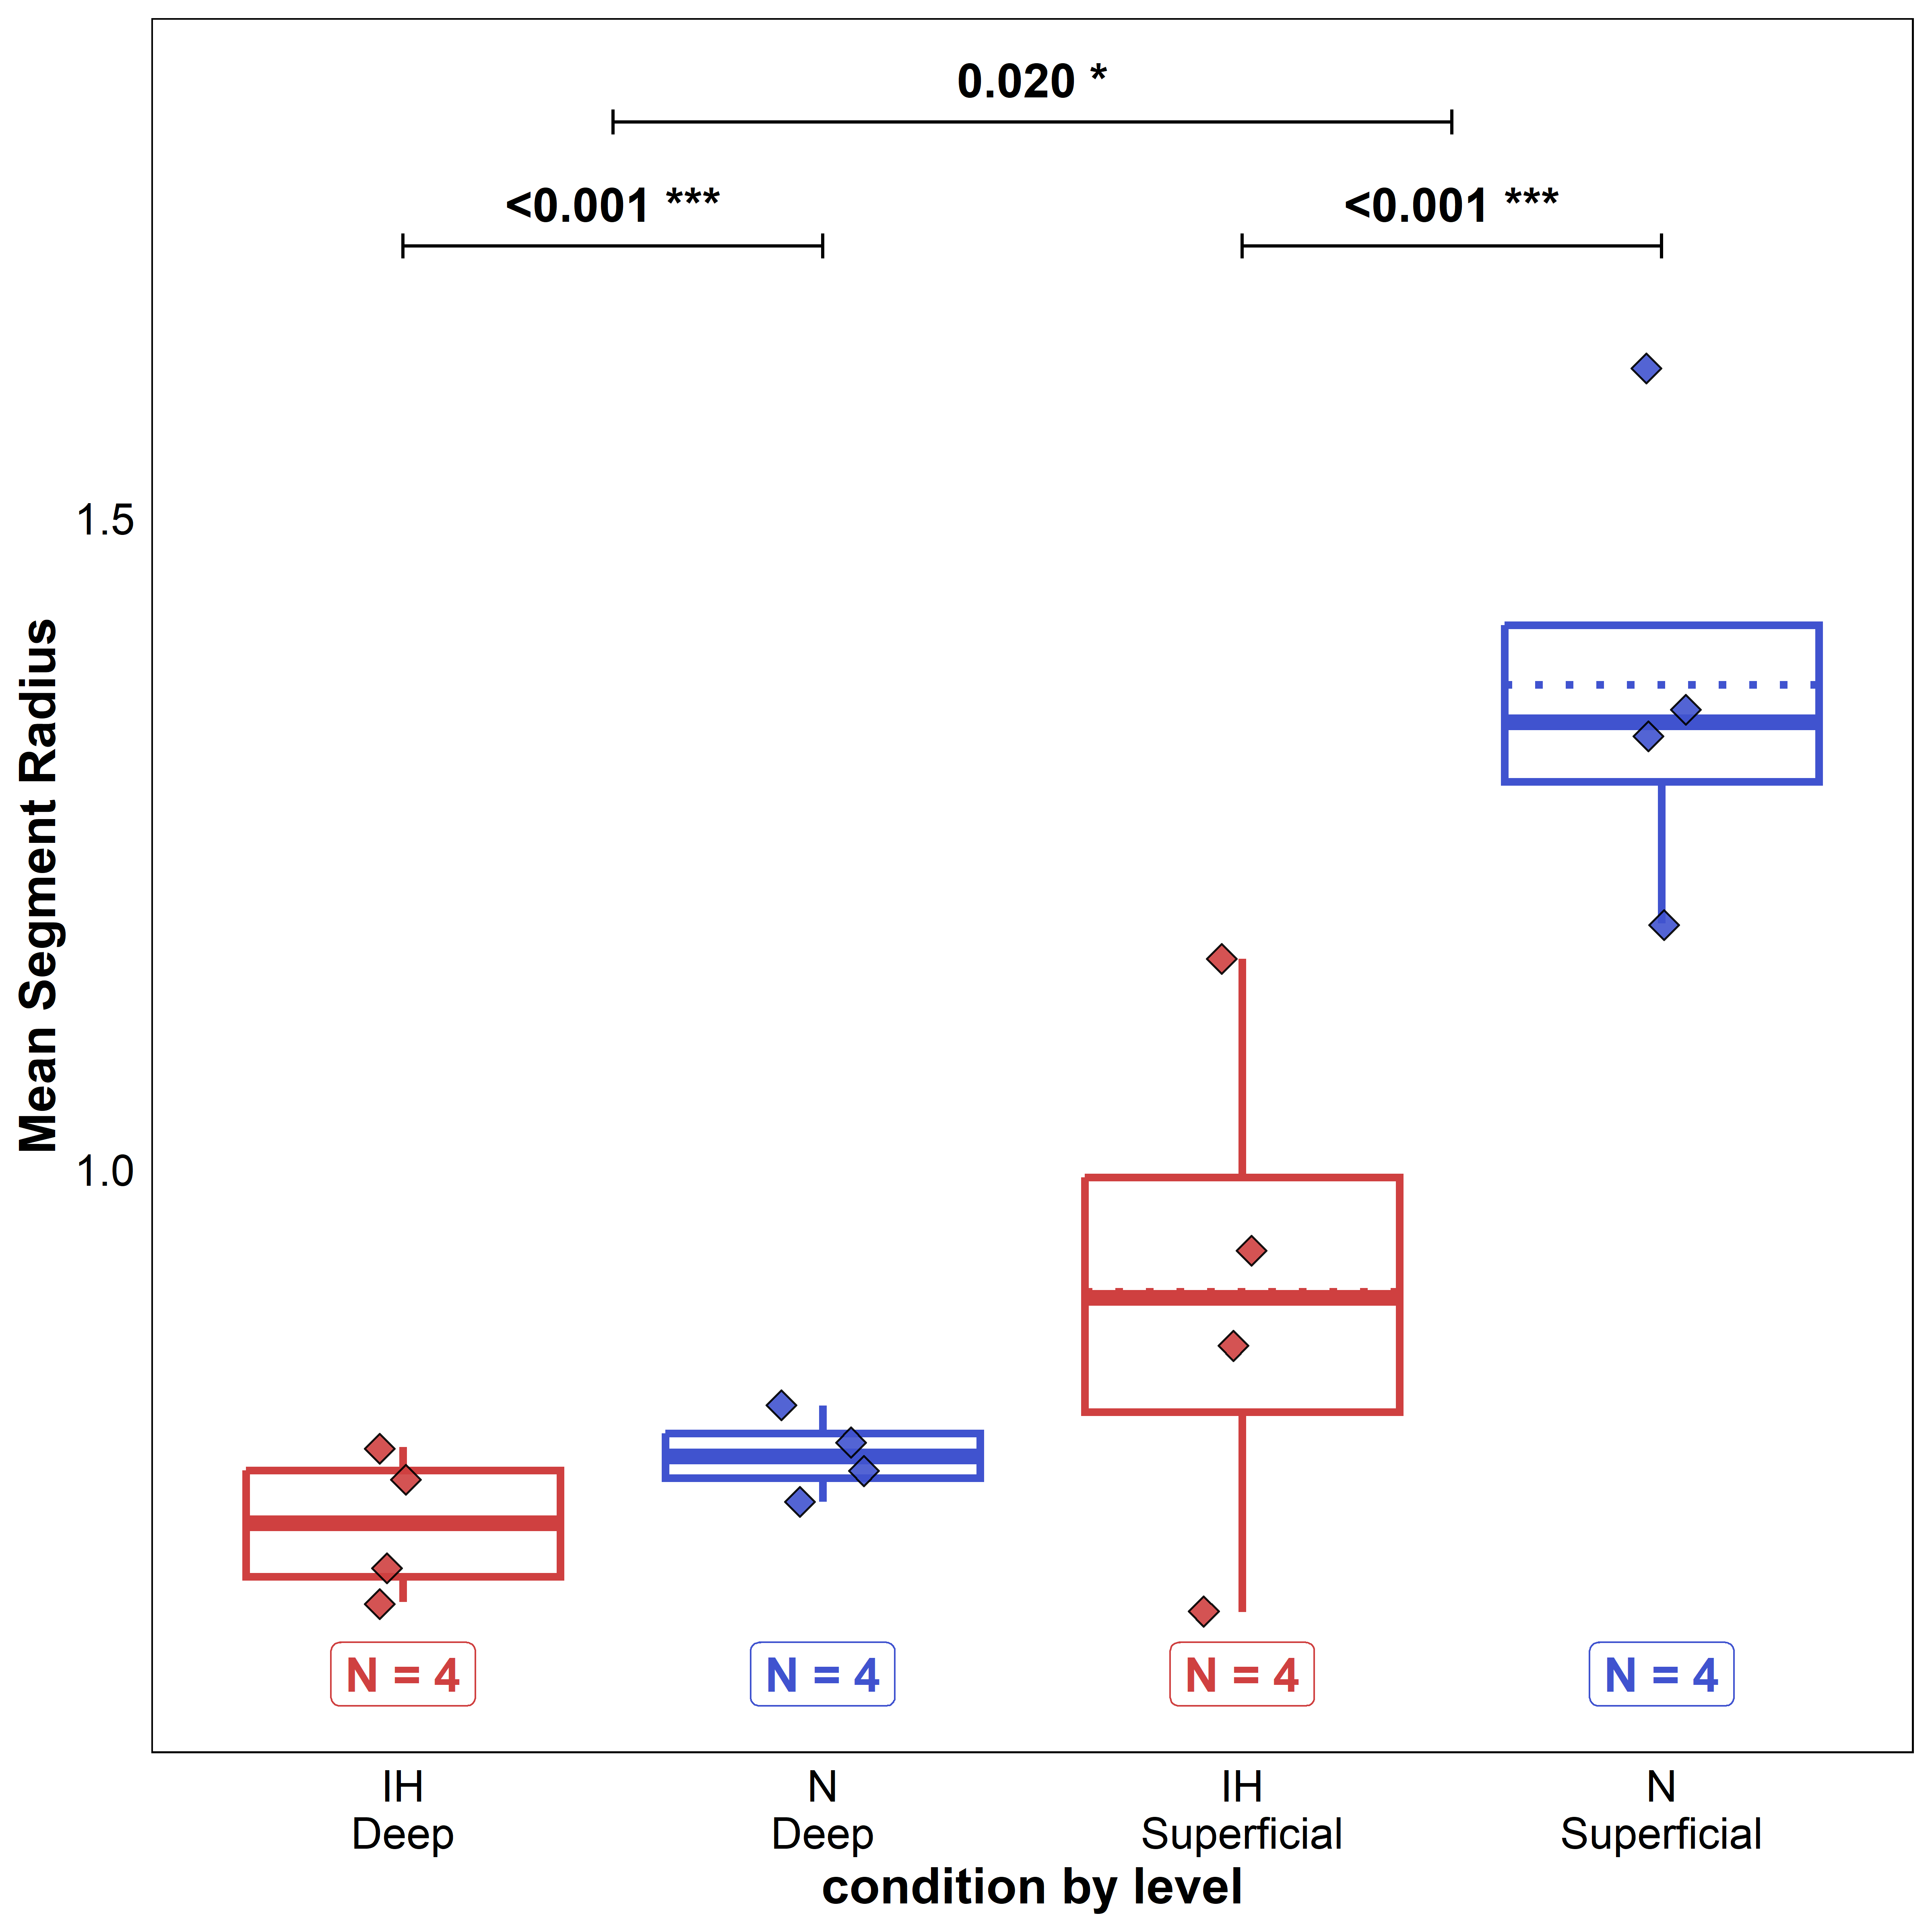 0.020 *
<0.001 ***
<0.001 ***
1.5
1.0
Mean Segment Radius
N = 4
N = 4
N = 4
N = 4
IH
Deep
N
Deep
IH
Superficial
N
Superficial
condition by level